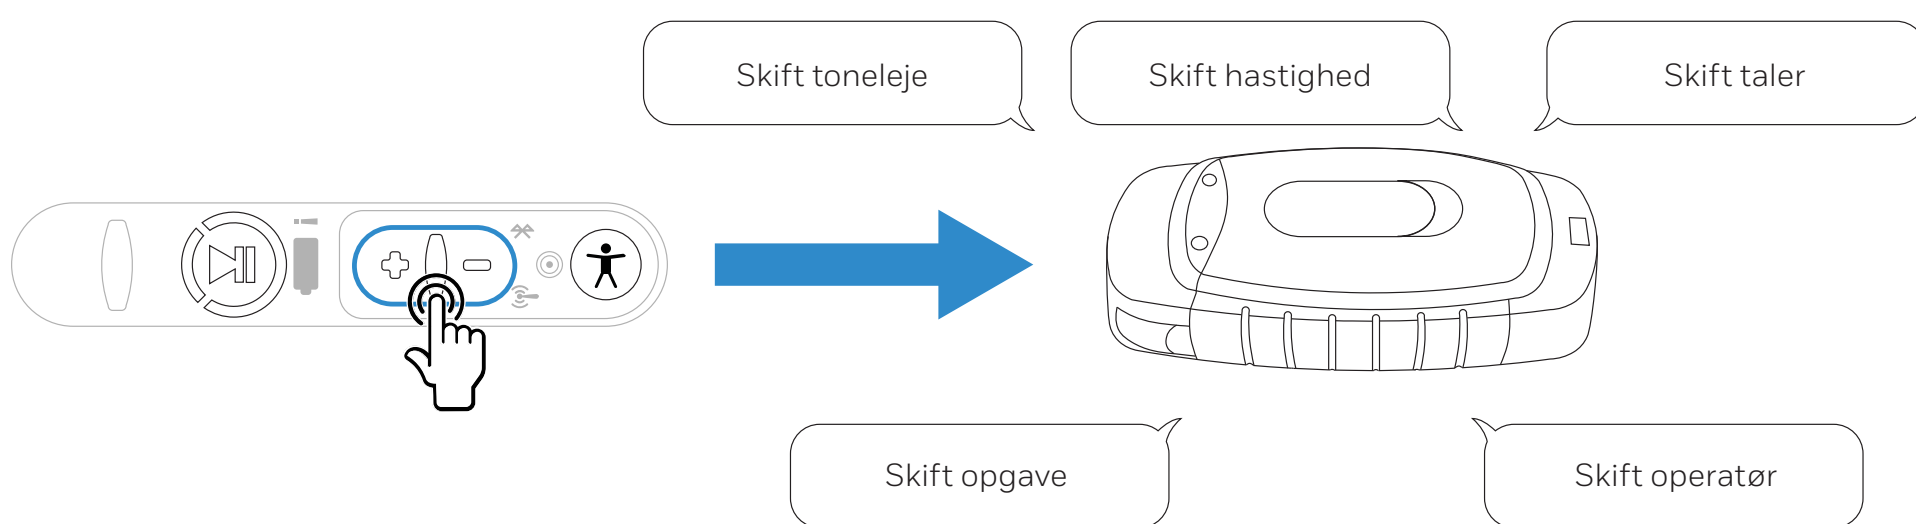 Skift toneleje
Skift hastighed
Skift taler
Skift opgave
Skift operatør